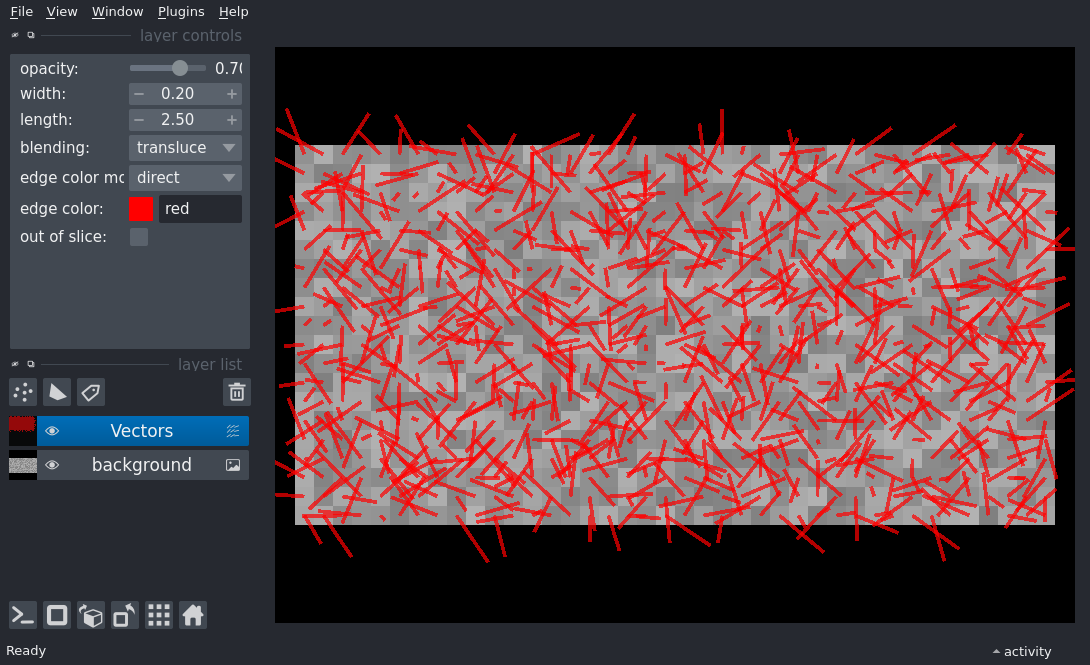 File View Window Plugins Help
layer controls
opacity: 0.70
width: 0.20
length: 2.50
blending: transluce
edge color mo direct
edge color: red
out of slice:
layer list
Vectors
background
Ready
activity